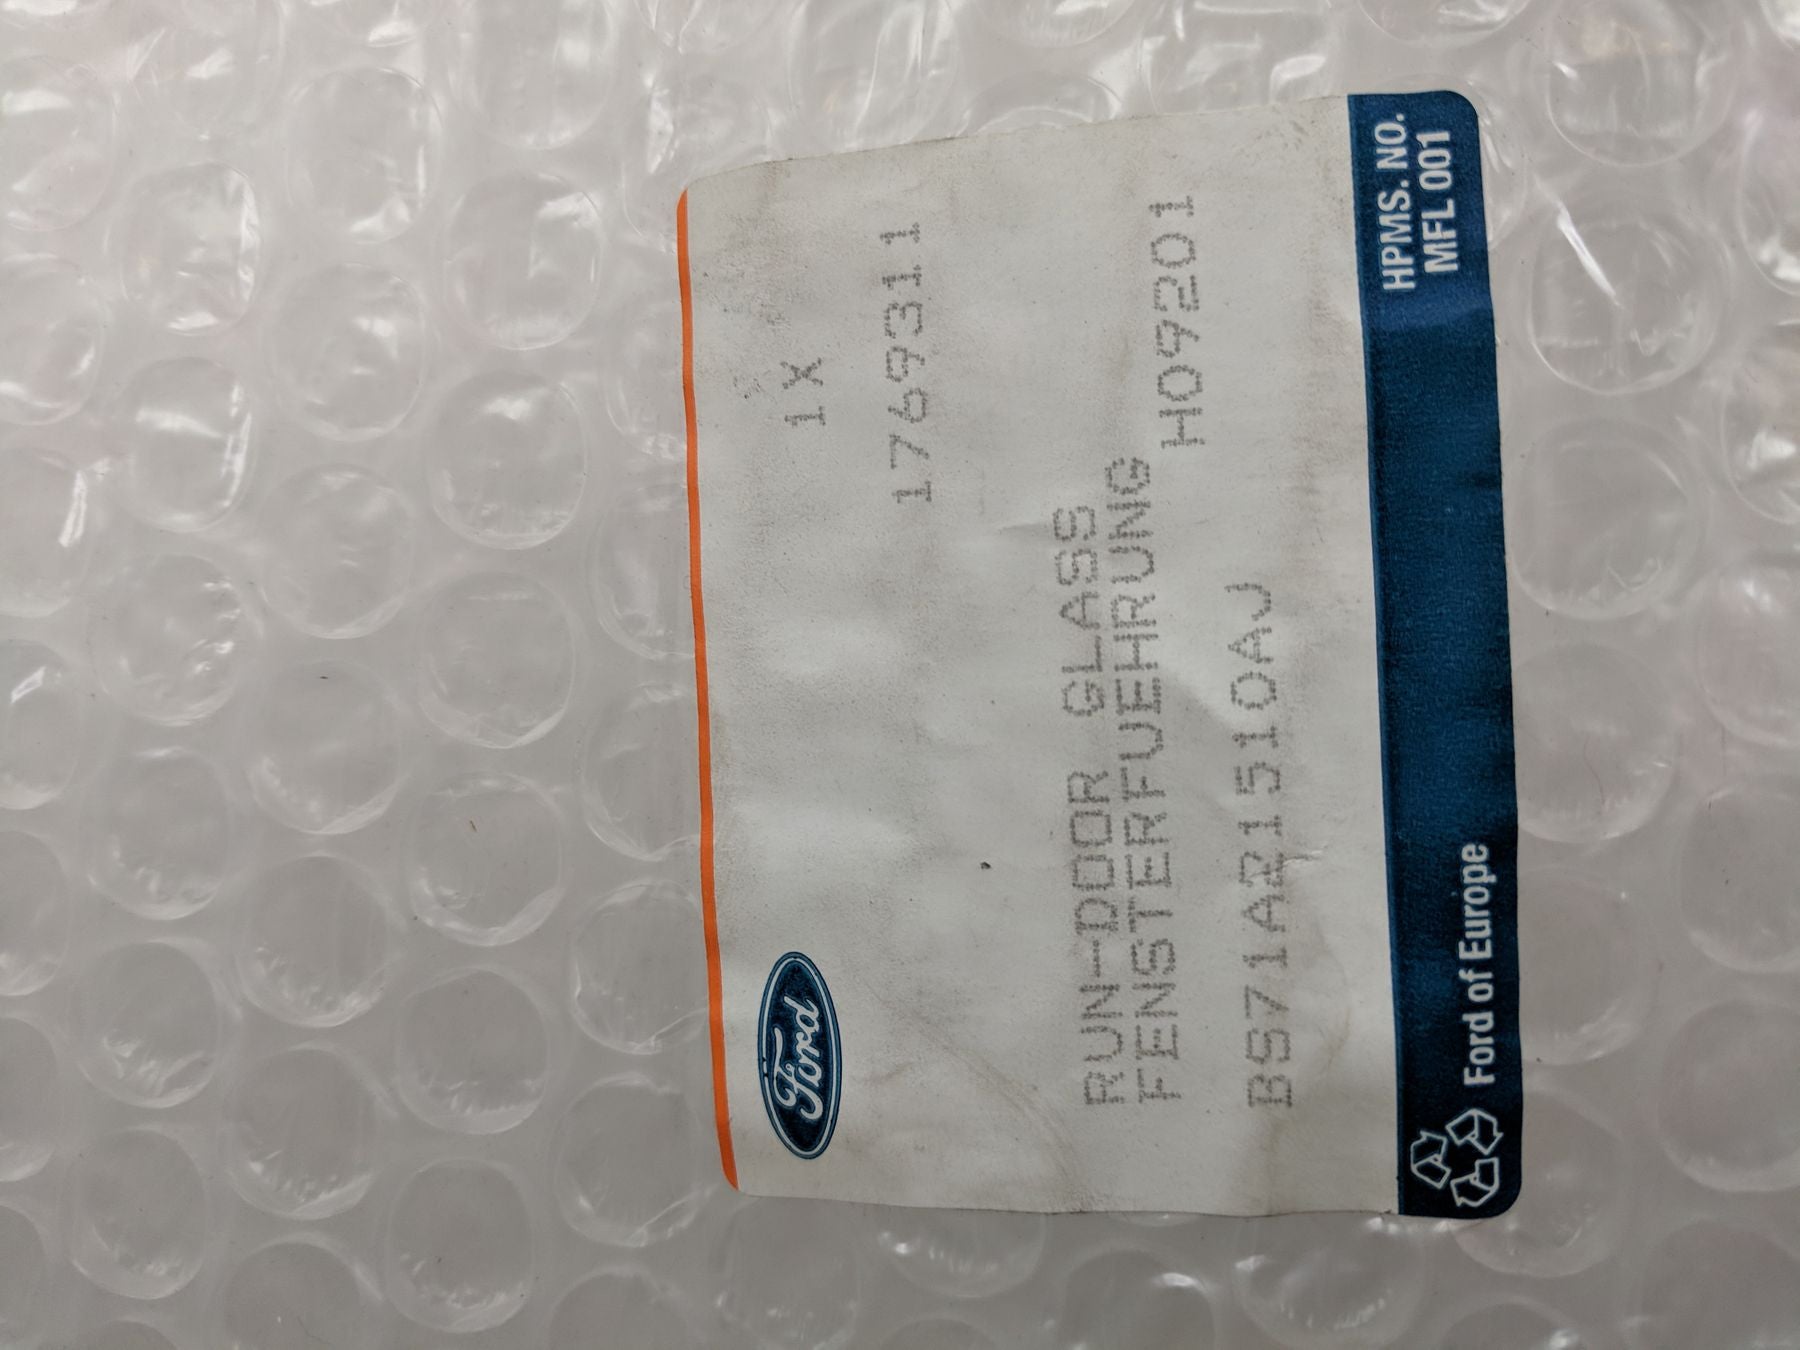 Ford
1X
1769311
RUN-DOOR GLASS
FENSTERFUEHRUNG
H09201
BS71A21510AJ
Ford of Europe
HPMS. NO.
MFL 001